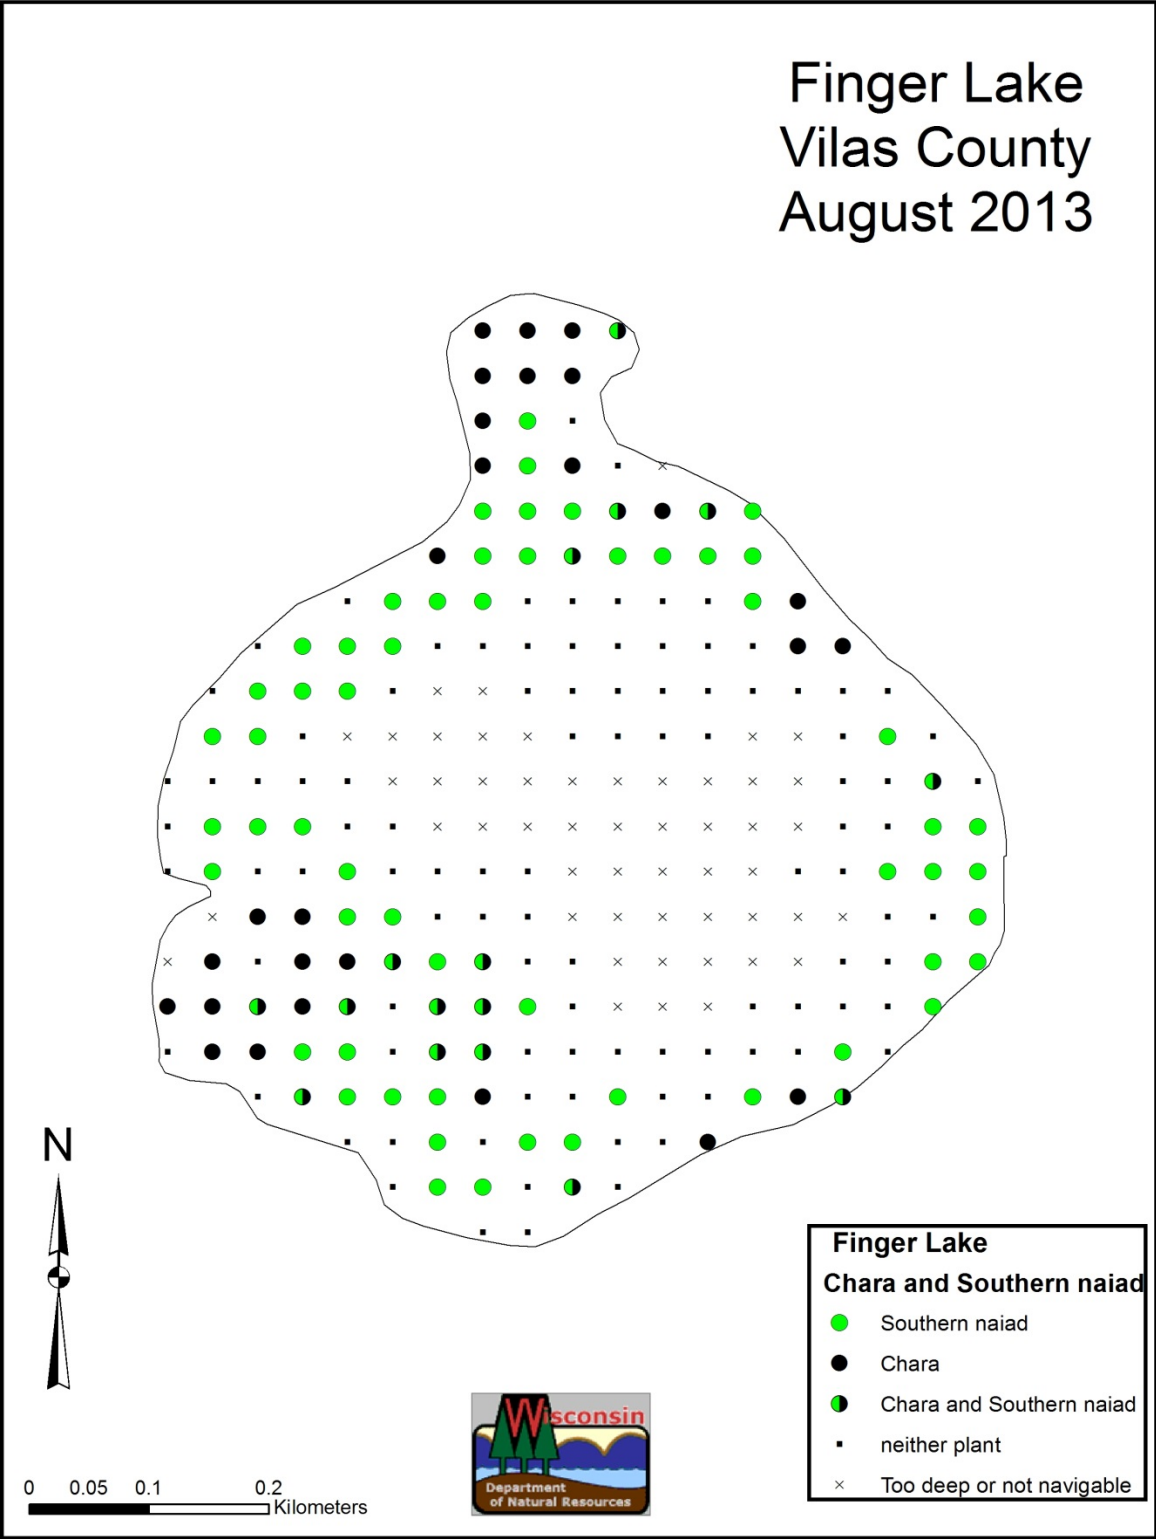 Finger Lake
Vilas County
August 2013
N
0 0.05 0.1 0.2
Kilometers
Wisconsin
Department
of Natural Resources
Finger Lake
Chara and Southern naiad
Southern naiad
Chara
Chara and Southern naiad
neither plant
Too deep or not navigable